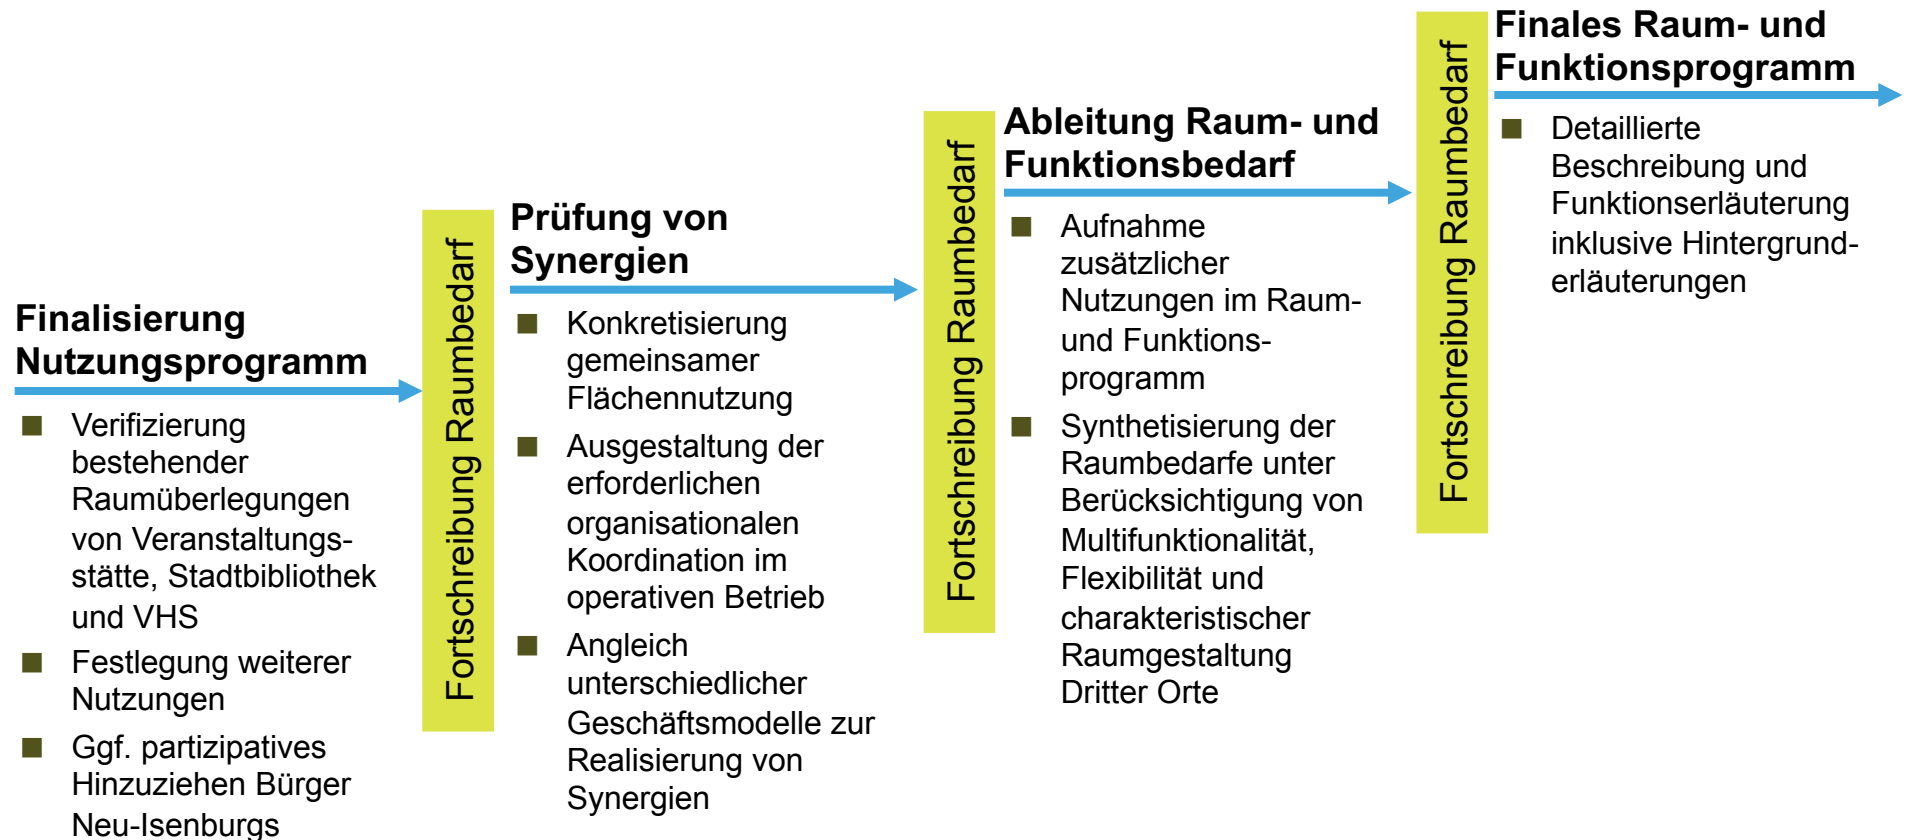 Finalisierung
Nutzungsprogramm
Verifizierung
bestehender
Raumüberlegungen
von Veranstaltungs-
stätte, Stadtbibliothek
und VHS
Festlegung weiterer
Nutzungen
Ggf. partizipatives
Hinzuziehen Bürger
Neu-Isenburgs
Fortschreibung Raumbedarf
Prüfung von
Synergien
Konkretisierung
gemeinsamer
Flächennutzung
Ausgestaltung der
erforderlichen
organisationalen
Koordination im
operativen Betrieb
Angleich
unterschiedlicher
Geschäftsmodelle zur
Realisierung von
Synergien
Fortschreibung Raumbedarf
Ableitung Raum- und
Funktionsbedarf
Aufnahme
zusätzlicher
Nutzungen im Raum-
und Funktions-
programm
Synthetisierung der
Raumbedarfe unter
Berücksichtigung von
Multifunktionalität,
Flexibilität und
charakteristischer
Raumgestaltung
Dritter Orte
Fortschreibung Raumbedarf
Finales Raum- und
Funktionsprogramm
Detaillierte
Beschreibung und
Funktionserläuterung
inklusive Hintergrund-
erläuterungen